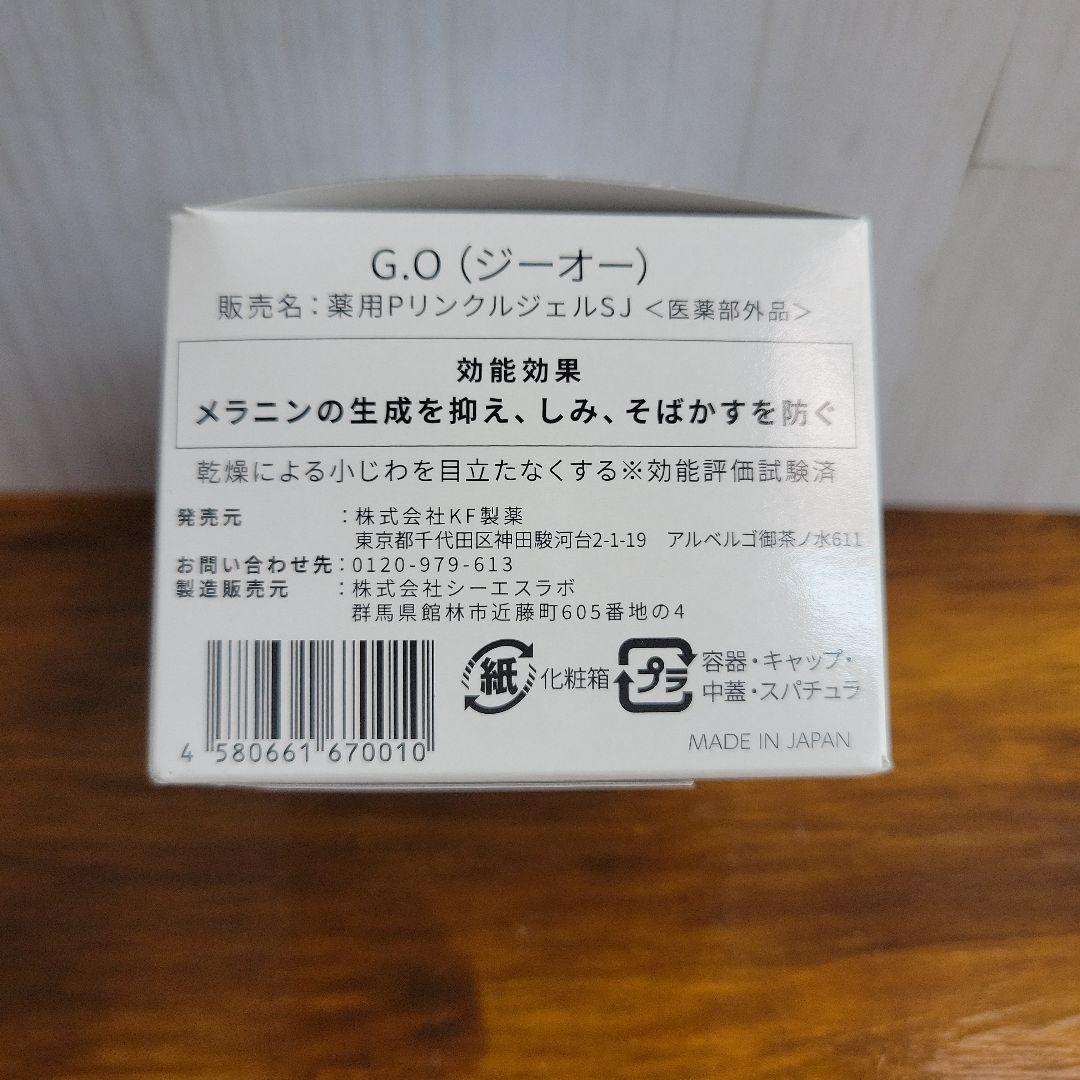 G.O（ジーオー）
販売名：薬用PリンクルジェルSJ＜医薬部外品＞
効能効果
メラニンの生成を抑え、しみ、そばかすを防ぐ
乾燥による小じわを目立たなくする※効能評価試験済
発売元　：株式会社KF製薬
東京都千代田区神田駿河台2-1-19　アルベルゴ御茶ノ水611
お問い合わせ先：0120-979-613
製造販売元　：株式会社シーエスラボ
群馬県館林市近藤町605番地の4
紙 化粧箱 プラ 容器・キャップ・
中蓋・スパチュラ
4 580661 670010
MADE IN JAPAN